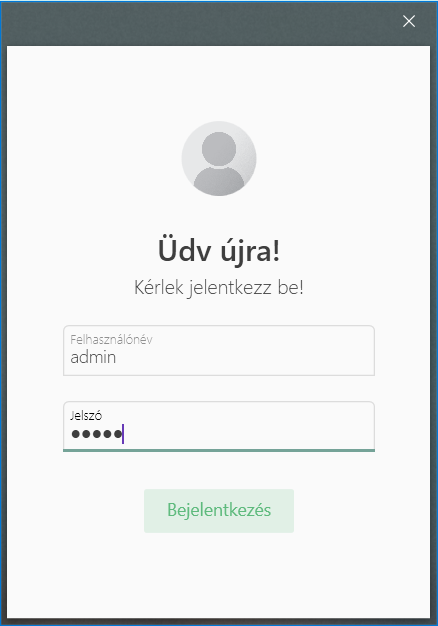 Üdv újra!
Kérlek jelentkezz be!
Felhasználónév
admin
Jelszó
●●●●●
Bejelentkezés